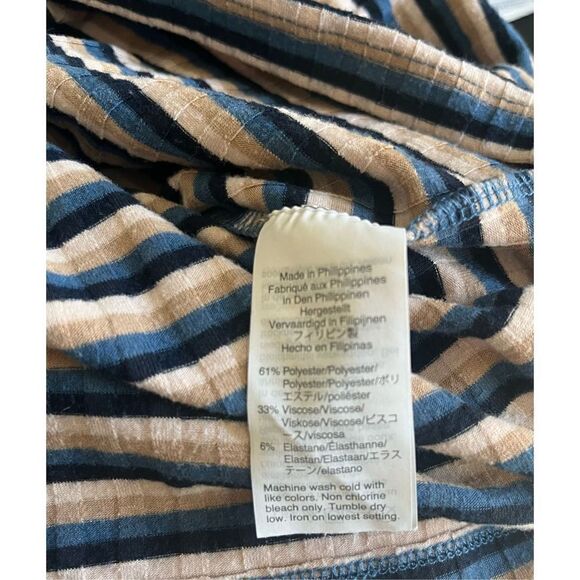 Made in Philippines
Fabriqué aux Philippines
In Den Philippinen
Hergestellt
Vervaardigd in Filipijnen
フィリピン製
Hecho en Filipinas
61% Polyester/Polyester/
Polyester/Polyester/ポリ
エステル/poliéster
33% Viscose/Viscose/
Viskose/Viscose/ビスコ
ース/viscosa
6% Elastane/Élasthanne/
Elastan/Elastaan/エラス
テーン/elastano
Machine wash cold with
like colors. Non chlorine
bleach only. Tumble dry
low. Iron on lowest setting.